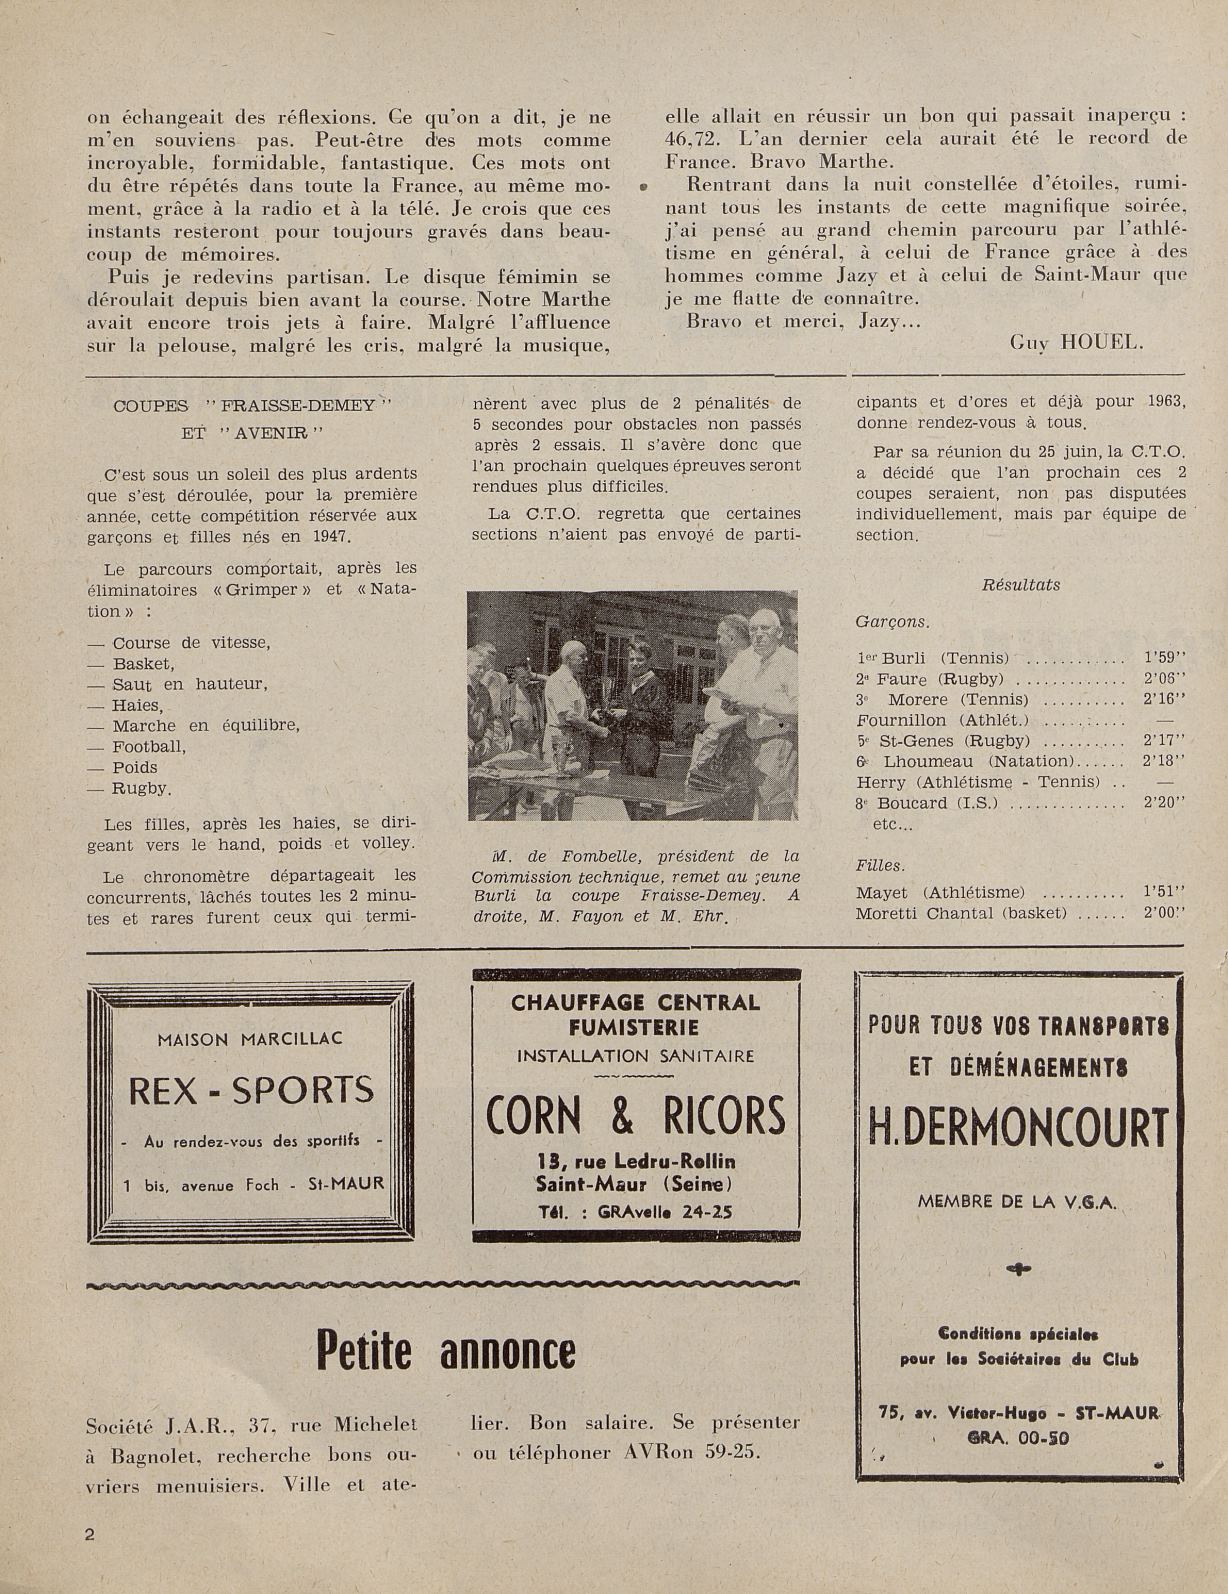 on échangeait des réflexions. Ce qu'on a dit, je ne
m'en souviens pas. Peut-être des mots comme
incroyable, formidable, fantastique. Ces mots ont
du être répétés dans toute la France, au même mo-
ment, grâce à la radio et à la télé. Je crois que ces
instants resteront pour toujours gravés dans beau-
coup de mémoires.
Puis je redevins partisan. Le disque fémimin se
déroulait depuis bien avant la course. Notre Marthe
avait encore trois jets à faire. Malgré l'affluence
sur la pelouse, malgré les cris, malgré la musique,
elle allait en réussir un bon qui passait inaperçu :
46,72. L'an dernier cela aurait été le record de
France. Bravo Marthe.
Rentrant dans la nuit constellée d'étoiles, rumi-
nant tous les instants de cette magnifique soirée,
j'ai pensé au grand chemin parcouru par l'athlé-
tisme en général, à celui de France grâce à des
hommes comme Jazy et à celui de Saint-Maur que
je me flatte de connaître.
Bravo et merci, Jazy...
Guy HOUEL.
COUPES " FRAISSE-DEMEY "
ET " AVENIR "
C'est sous un soleil des plus ardents
que s'est déroulée, pour la première
année, cette compétition réservée aux
garçons et filles nés en 1947.
Le parcours comportait, après les
éliminatoires « Grimper » et « Nata-
tion » :
— Course de vitesse,
— Basket,
— Saut en hauteur,
— Haies,
— Marche en équilibre,
— Football,
— Poids
— Rugby.
Les filles, après les haies, se diri-
geant vers le hand, poids et volley.
Le chronomètre départageait les
concurrents, lâchés toutes les 2 minu-
tes et rares furent ceux qui termi-
nèrent avec plus de 2 pénalités de
5 secondes pour obstacles non passés
après 2 essais. Il s'avère donc que
l'an prochain quelques épreuves seront
rendues plus difficiles.
La C.T.O. regretta que certaines
sections n'aient pas envoyé de parti-
M. de Fombelle, président de la
Commission technique, remet au jeune
Burli la coupe Fraisse-Demey. A
droite, M. Fayon et M. Ehr.
cipants et d'ores et déjà pour 1963,
donne rendez-vous à tous.
Par sa réunion du 25 juin, la C.T.O.
a décidé que l'an prochain ces 2
coupes seraient, non pas disputées
individuellement, mais par équipe de
section.
Résultats
Garçons.
1er Burli (Tennis) ............ 1'59''
2e Faure (Rugby) ............. 2'06''
3e Morere (Tennis) .......... 2'16''
Fournillon (Athlét.) .......... —
5e St-Genes (Rugby) .......... 2'17''
6e Lhoumeau (Natation)...... 2'18''
Herry (Athlétisme - Tennis) .. —
8e Boucard (I.S.) .............. 2'20''
etc...
Filles.
Mayet (Athlétisme) .......... 1'51''
Moretti Chantal (basket) ...... 2'00''
MAISON MARCILLAC
REX - SPORTS
- Au rendez-vous des sportifs -
1 bis, avenue Foch - St-MAUR
CHAUFFAGE CENTRAL
FUMISTERIE
INSTALLATION SANITAIRE
CORN & RICORS
13, rue Ledru-Rollin
Saint-Maur (Seine)
Tél. : GRAvelle 24-25
POUR TOUS VOS TRANSPORTS
ET DÉMÉNAGEMENTS
H.DERMONCOURT
MEMBRE DE LA V.G.A.
Conditions spéciales
pour les Sociétaires du Club
75, av. Victor-Hugo - ST-MAUR
GRA. 00-50
Petite annonce
Société J.A.R., 37, rue Michelet
à Bagnolet, recherche bons ou-
vriers menuisiers. Ville et ate-
lier. Bon salaire. Se présenter
ou téléphoner AVRon 59-25.
2